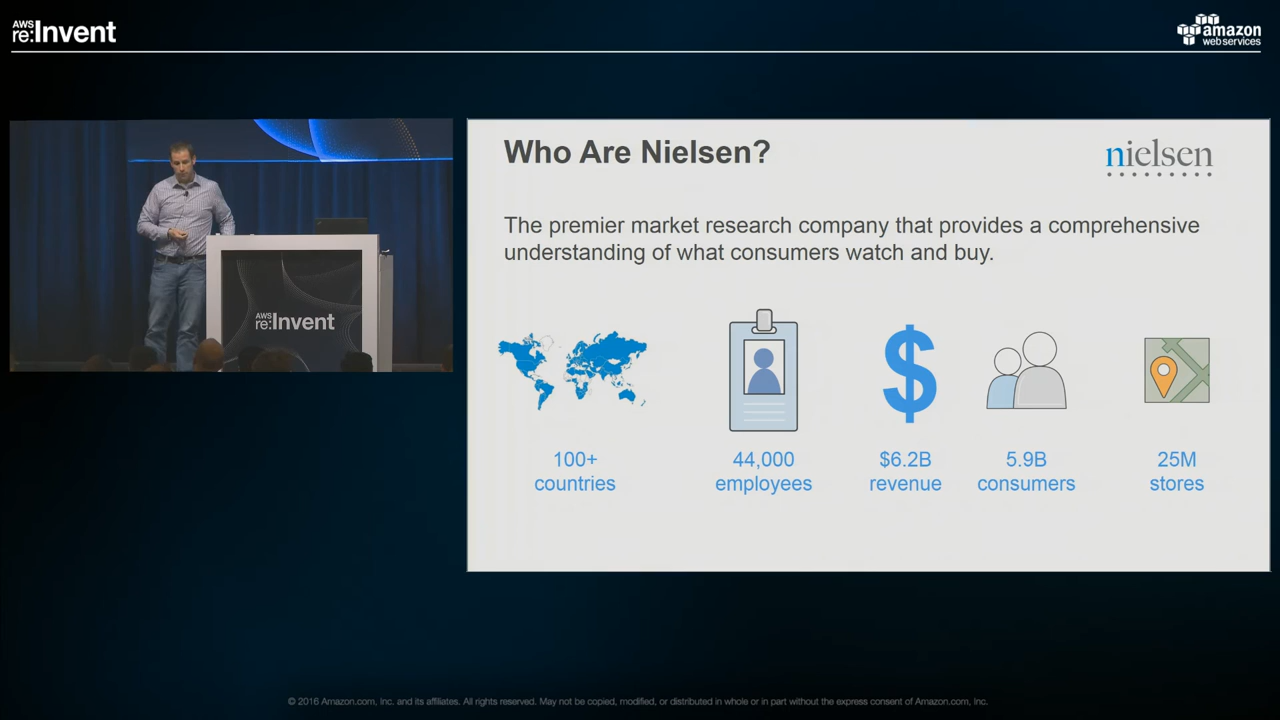 AWS
re:Invent
amazon
web services
AWS
re:Invent
Who Are Nielsen?
nielsen
The premier market research company that provides a comprehensive
understanding of what consumers watch and buy.
100+
countries
44,000
employees
$6.2B
revenue
5.9B
consumers
25M
stores
© 2016 Amazon.com, Inc. and its affiliates. All rights reserved. May not be copied, modified, or distributed in whole or in part without the express consent of Amazon.com, Inc.